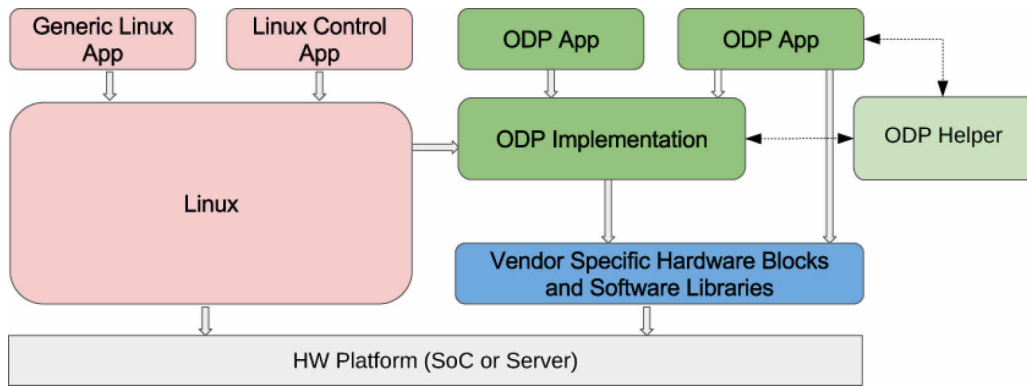 Generic Linux
App
Linux Control
App
ODP App
ODP App
Linux
ODP Implementation
ODP Helper
Vendor Specific Hardware Blocks
and Software Libraries
HW Platform (SoC or Server)